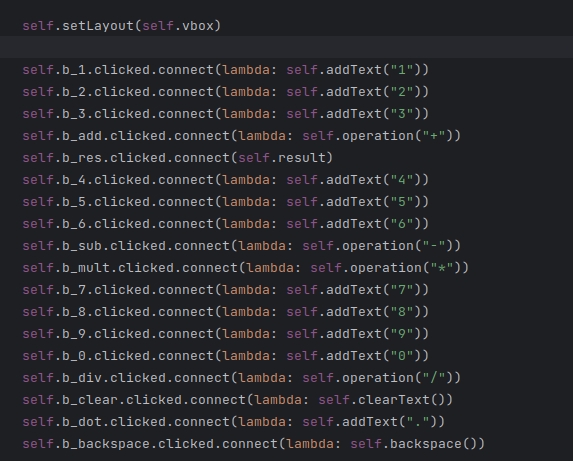 self.setLayout(self.vbox)
self.b_1.clicked.connect(lambda: self.addText("1"))
self.b_2.clicked.connect(lambda: self.addText("2"))
self.b_3.clicked.connect(lambda: self.addText("3"))
self.b_add.clicked.connect(lambda: self.operation("+"))
self.b_res.clicked.connect(self.result)
self.b_4.clicked.connect(lambda: self.addText("4"))
self.b_5.clicked.connect(lambda: self.addText("5"))
self.b_6.clicked.connect(lambda: self.addText("6"))
self.b_sub.clicked.connect(lambda: self.operation("-"))
self.b_mult.clicked.connect(lambda: self.operation("*"))
self.b_7.clicked.connect(lambda: self.addText("7"))
self.b_8.clicked.connect(lambda: self.addText("8"))
self.b_9.clicked.connect(lambda: self.addText("9"))
self.b_0.clicked.connect(lambda: self.addText("0"))
self.b_div.clicked.connect(lambda: self.operation("/"))
self.b_clear.clicked.connect(lambda: self.clearText())
self.b_dot.clicked.connect(lambda: self.addText("."))
self.b_backspace.clicked.connect(lambda: self.backspace())